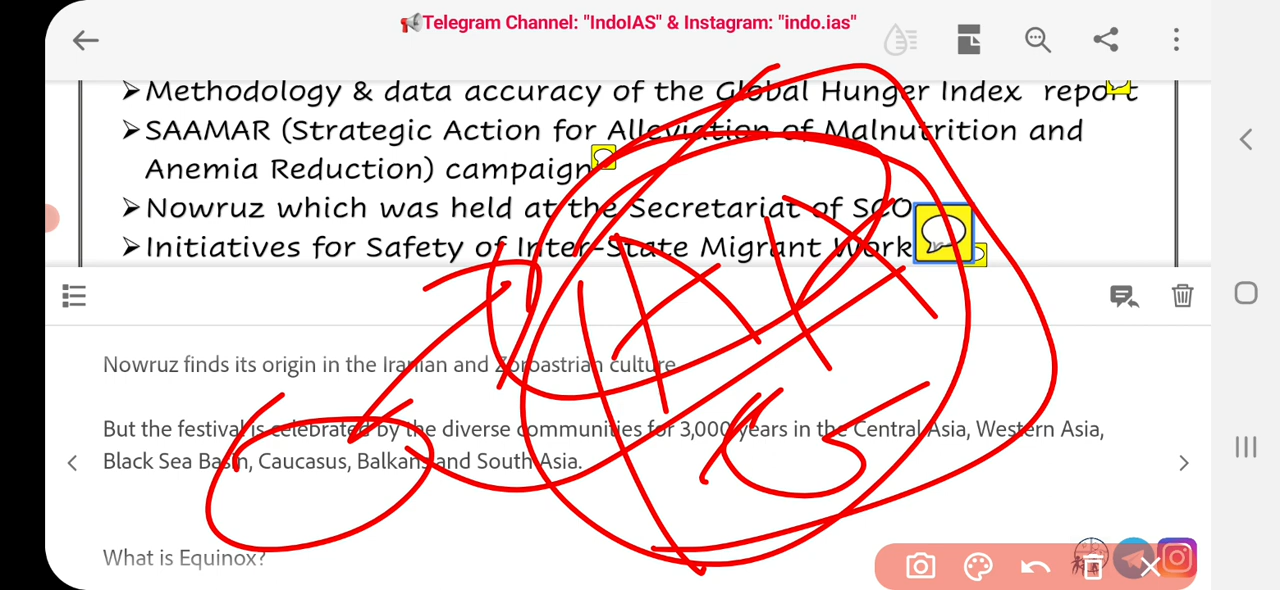 📢Telegram Channel: "IndoIAS" & Instagram: "indo.ias"
➤Methodology & data accuracy of the Global Hunger Index report
➤SAAMAR (Strategic Action for Alleviation of Malnutrition and
Anemia Reduction) campaign
➤Nowruz which was held at the Secretariat of SCO
➤Initiatives for Safety of Inter-State Migrant Work
Nowruz finds its origin in the Iranian and Zoroastrian culture.
But the festival is celebrated by the diverse communities for 3,000 years in the Central Asia, Western Asia,
Black Sea Basin, Caucasus, Balkans and South Asia.
What is Equinox?